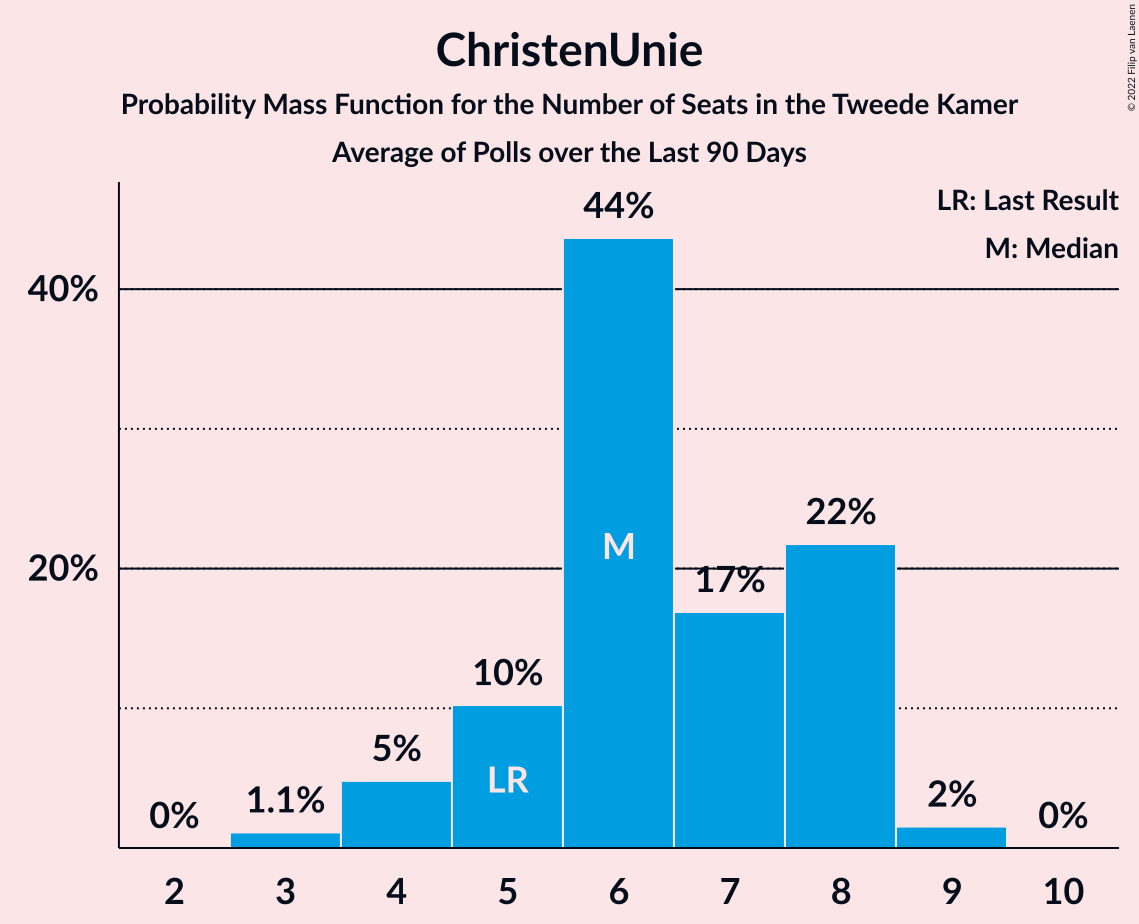 ChristenUnie
Probability Mass Function for the Number of Seats in the Tweede Kamer
Average of Polls over the Last 90 Days
© 2022 Filip van Laenen
LR: Last Result
M: Median
40%
20%
0%
1.1%
5%
10%
44%
17%
22%
2%
0%
LR
M
2 3 4 5 6 7 8 9 10